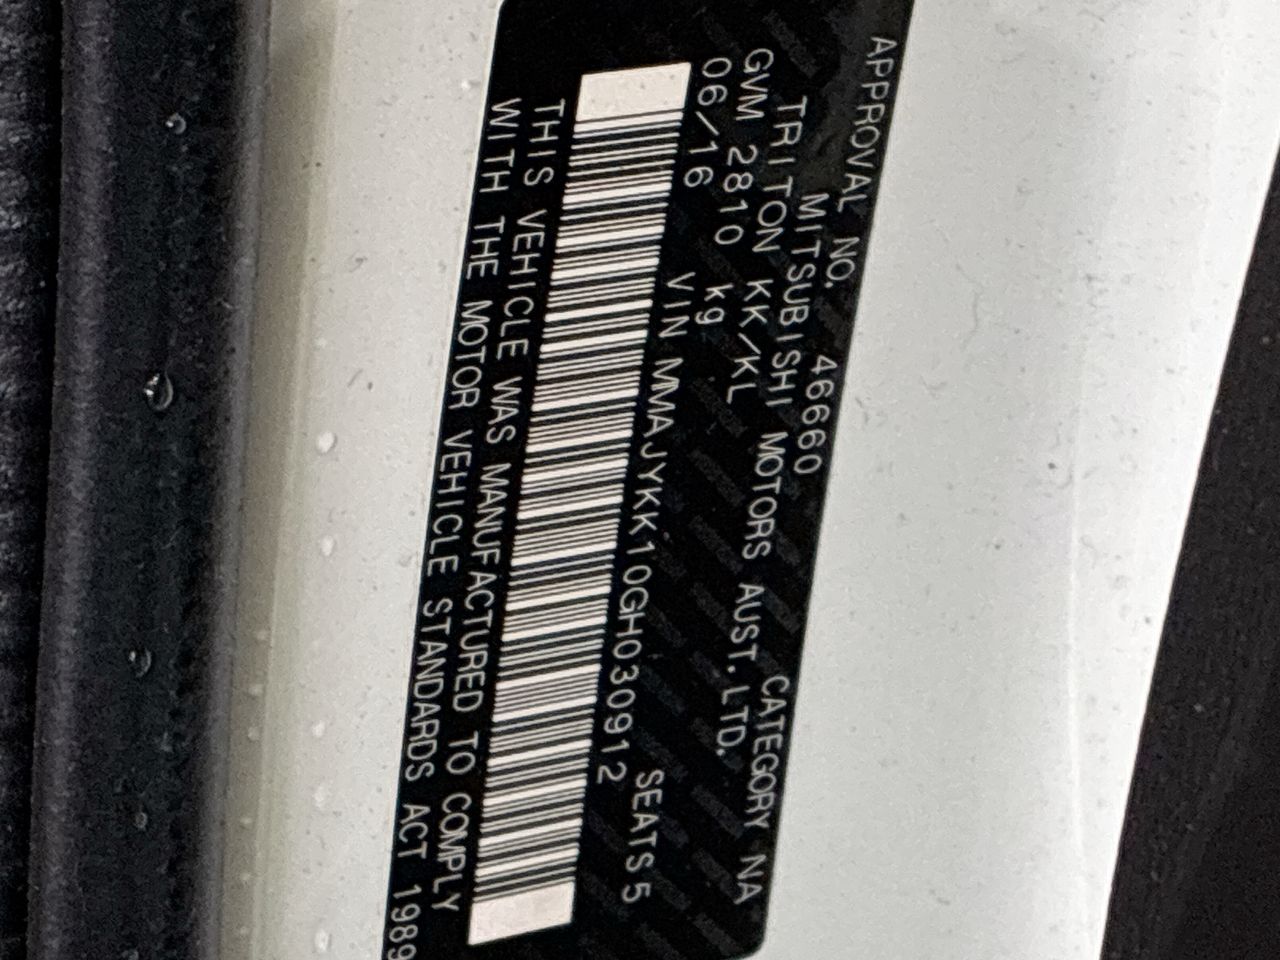 APPROVAL NO. 46660 CATEGORY NA
MITSUBISHI MOTORS AUST.LTD.
TRITON KK/KL
GVM 2810 kg SEATS 5
06/16 VIN MMAJYKK10GH030912
THIS VEHICLE WAS MANUFACTURED TO COMPLY
WITH THE MOTOR VEHICLE STANDARDS ACT 1989